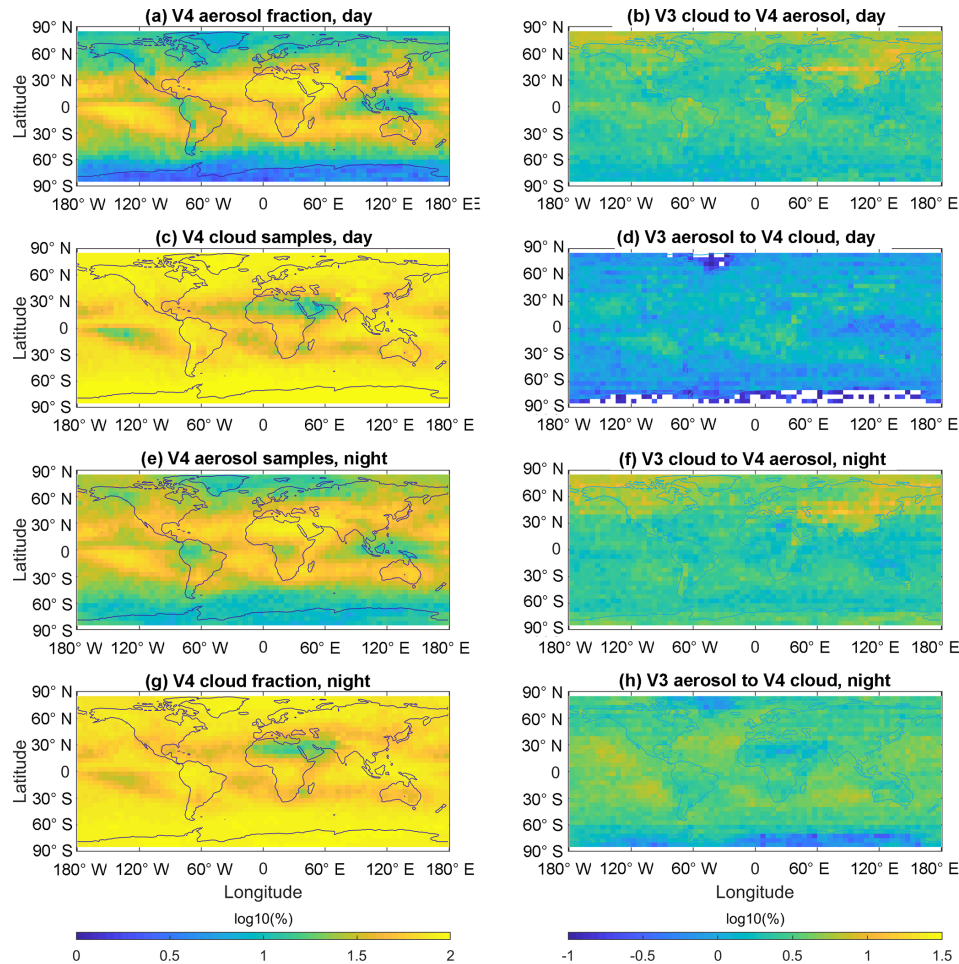 (a) V4 aerosol fraction, day
90° N
60° N
30° N
0
30° S
60° S
90° S
Latitude
180° W 120° W 60° W 0 60° E 120° E 180° E
(b) V3 cloud to V4 aerosol, day
90° N
60° N
30° N
0
30° S
60° S
90° S
180° W 120° W 60° W 0 60° E 120° E 180° E
(c) V4 cloud samples, day
90° N
60° N
30° N
0
30° S
60° S
90° S
Latitude
180° W 120° W 60° W 0 60° E 120° E 180° E
(d) V3 aerosol to V4 cloud, day
90° N
60° N
30° N
0
30° S
60° S
90° S
180° W 120° W 60° W 0 60° E 120° E 180° E
(e) V4 aerosol samples, night
90° N
60° N
30° N
0
30° S
60° S
90° S
Latitude
180° W 120° W 60° W 0 60° E 120° E 180° E
(f) V3 cloud to V4 aerosol, night
90° N
60° N
30° N
0
30° S
60° S
90° S
180° W 120° W 60° W 0 60° E 120° E 180° E
(g) V4 cloud fraction, night
90° N
60° N
30° N
0
30° S
60° S
90° S
Latitude
180° W 120° W 60° W 0 60° E 120° E 180° E
Longitude
(h) V3 aerosol to V4 cloud, night
90° N
60° N
30° N
0
30° S
60° S
90° S
180° W 120° W 60° W 0 60° E 120° E 180° E
Longitude
log10(%)
0 0.5 1 1.5 2
log10(%)
-1 -0.5 0 0.5 1 1.5